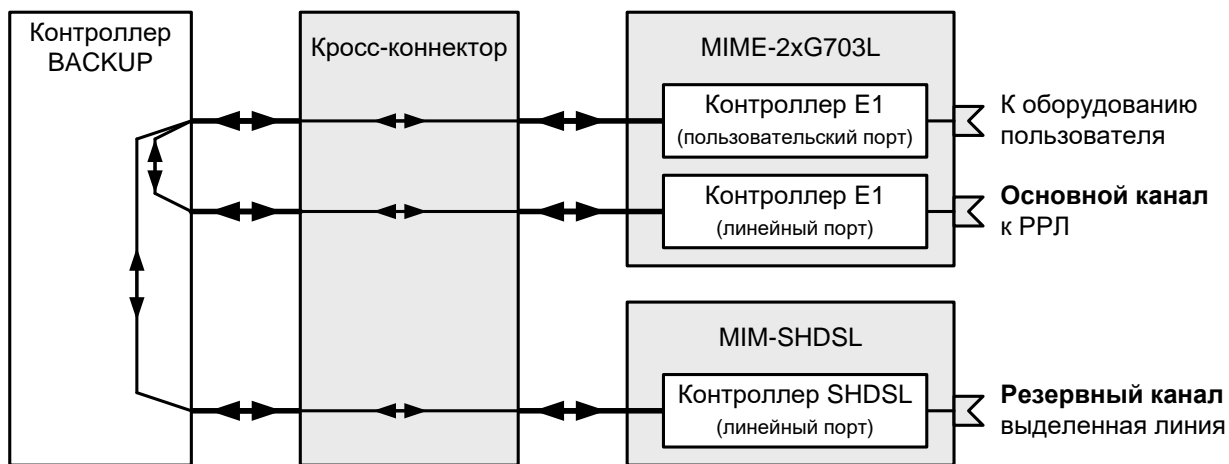 Контроллер
BACKUP
Кросс-коннектор
MIME-2xG703L
Контроллер E1
(пользовательский порт)
К оборудованию
пользователя
Контроллер E1
(линейный порт)
Основной канал
к РРЛ
MIM-SHDSL
Контроллер SHDSL
(линейный порт)
Резервный канал
выделенная линия